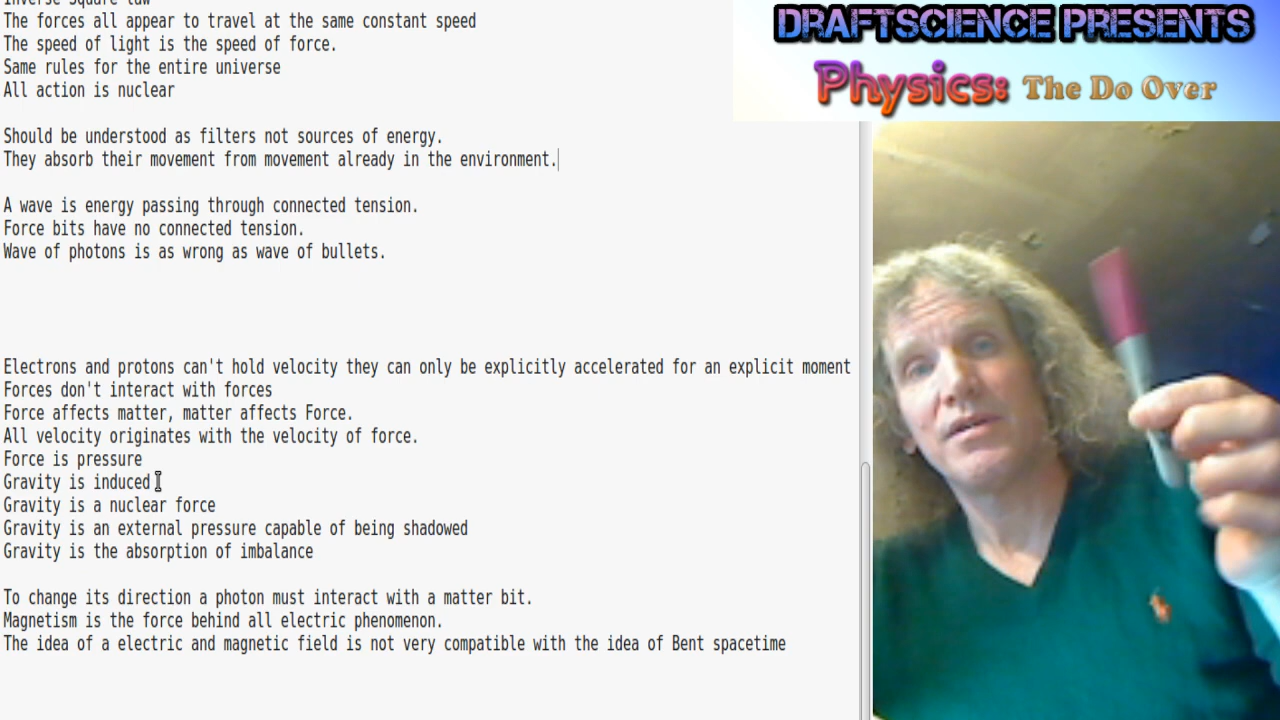 Inverse Square law
The forces all appear to travel at the same constant speed
The speed of light is the speed of force.
Same rules for the entire universe
All action is nuclear
Should be understood as filters not sources of energy.
They absorb their movement from movement already in the environment.
A wave is energy passing through connected tension.
Force bits have no connected tension.
Wave of photons is as wrong as wave of bullets.
Electrons and protons can't hold velocity they can only be explicitly accelerated for an explicit moment
Forces don't interact with forces
Force affects matter, matter affects Force.
All velocity originates with the velocity of force.
Force is pressure
Gravity is induced
Gravity is a nuclear force
Gravity is an external pressure capable of being shadowed
Gravity is the absorption of imbalance
To change its direction a photon must interact with a matter bit.
Magnetism is the force behind all electric phenomenon.
The idea of a electric and magnetic field is not very compatible with the idea of Bent spacetime
DRAFTSCIENCE PRESENTS
Physics: The Do Over